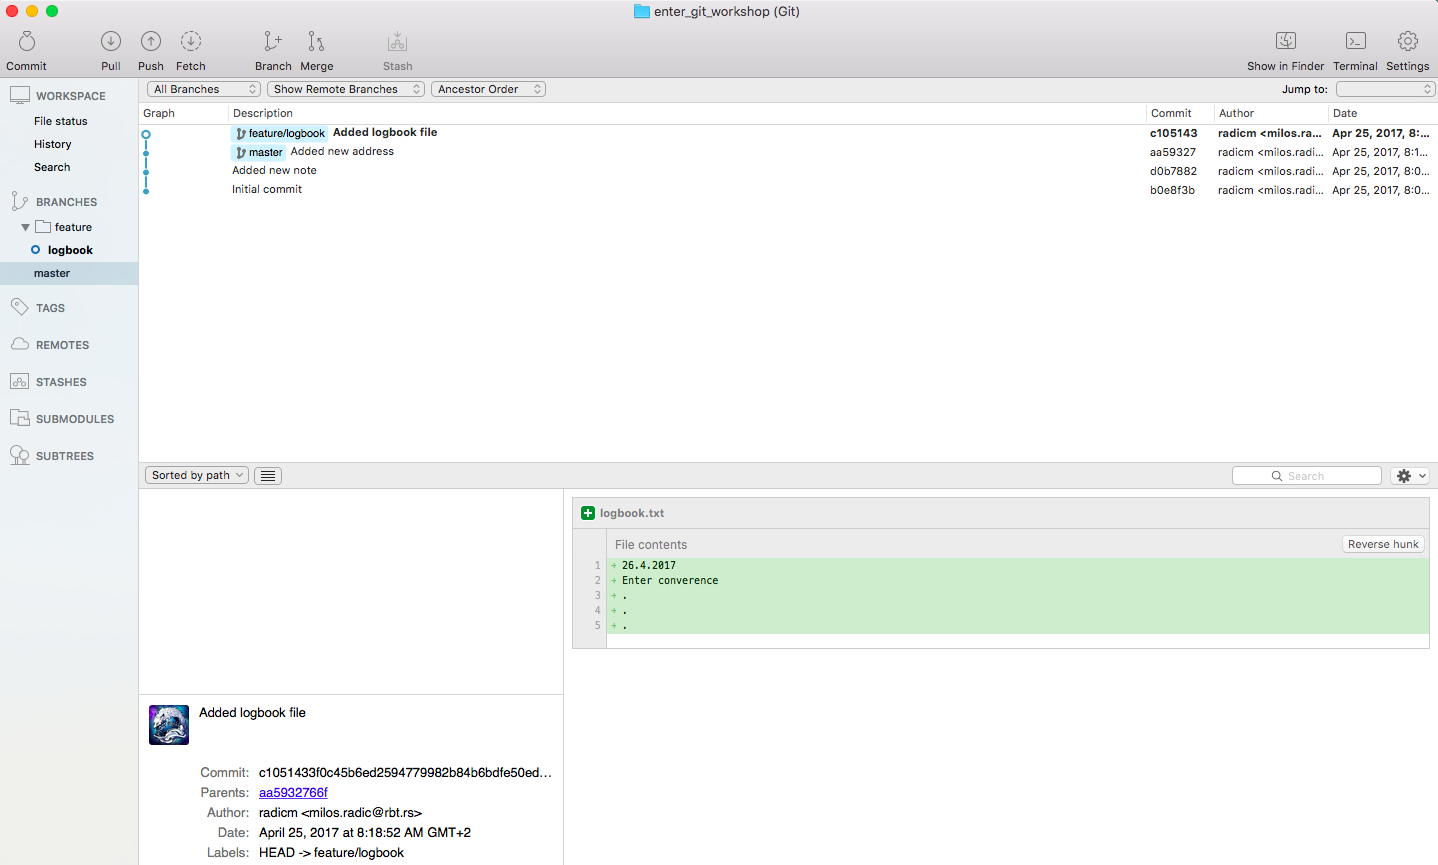 enter_git_workshop (Git)
Commit Pull Push Fetch Branch Merge Stash Show in Finder Terminal Settings
All Branches Show Remote Branches Ancestor Order Jump to:
WORKSPACE
File status
History
Search
BRANCHES
feature
logbook
master
TAGS
REMOTES
STASHES
SUBMODULES
SUBTREES
Graph Description Commit Author Date
feature/logbook Added logbook file c105143 radicm <milos.ra... Apr 25, 2017, 8:...
master Added new address aa59327 radicm <milos.radi... Apr 25, 2017, 8:1...
Added new note d0b7882 radicm <milos.radi... Apr 25, 2017, 8:0...
Initial commit b0e8f3b radicm <milos.radi... Apr 25, 2017, 8:0...
Sorted by path Search
logbook.txt
File contents Reverse hunk
1 + 26.4.2017
2 + Enter converence
3 + .
4 + .
5 + .
Added logbook file
Commit: c1051433f0c45b6ed2594779982b84b6bdfe50ed...
Parents: aa5932766f
Author: radicm <milos.radic@rbt.rs>
Date: April 25, 2017 at 8:18:52 AM GMT+2
Labels: HEAD -> feature/logbook